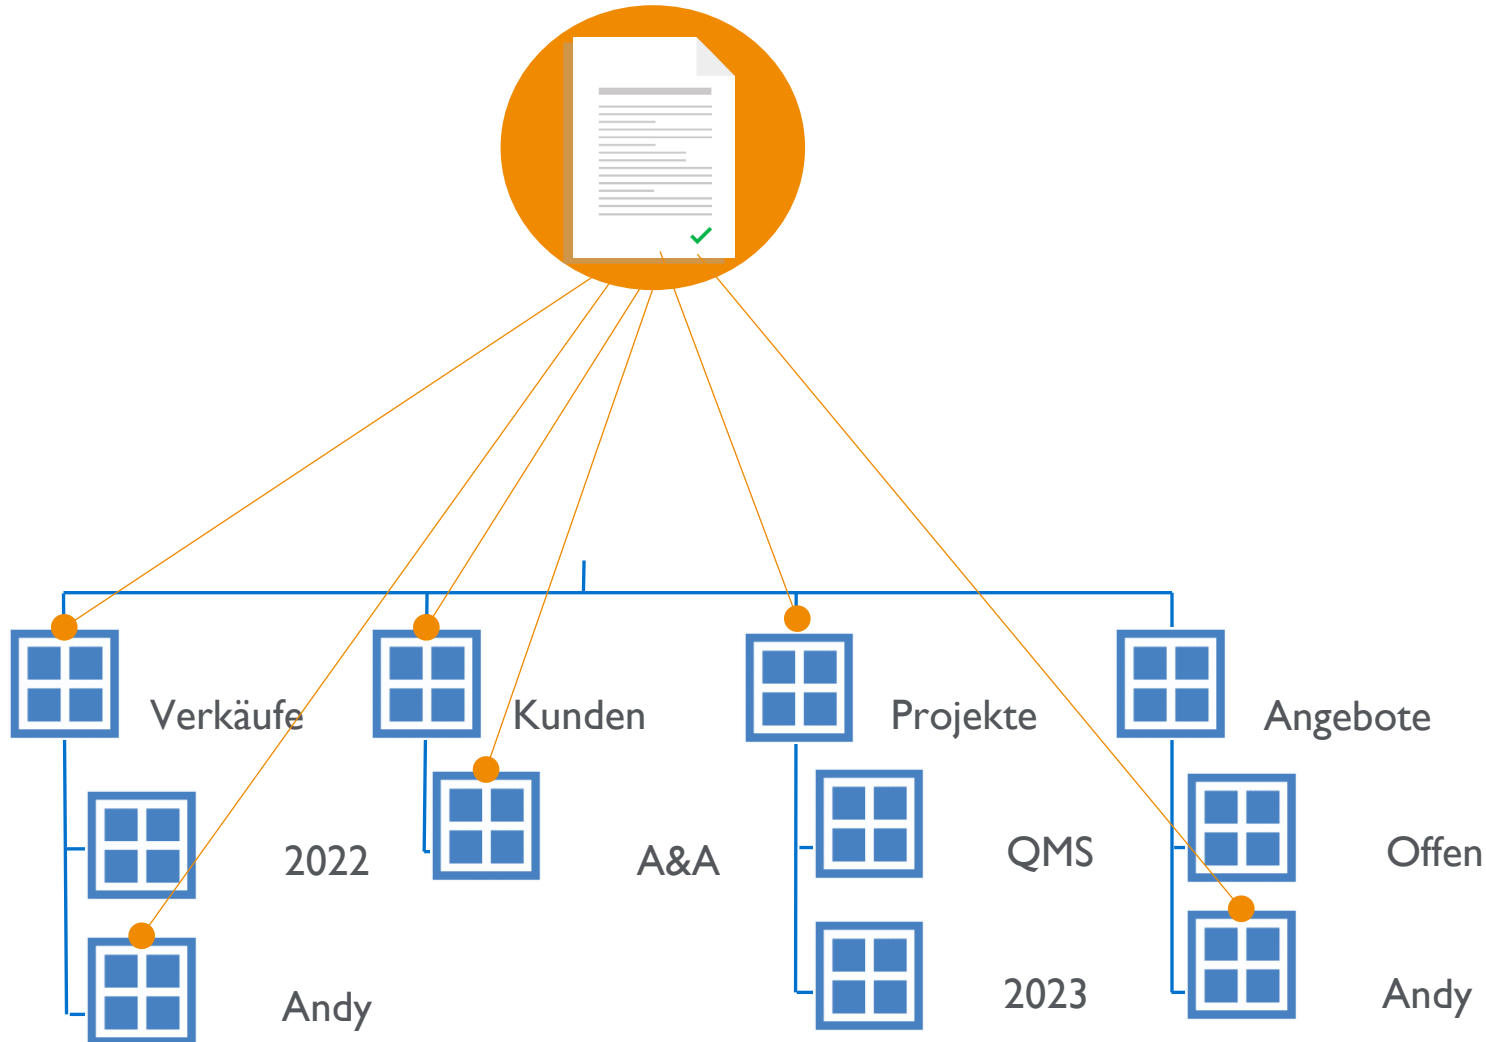 Verkäufe
Kunden
Projekte
Angebote
2022
A&A
QMS
Offen
Andy
2023
Andy